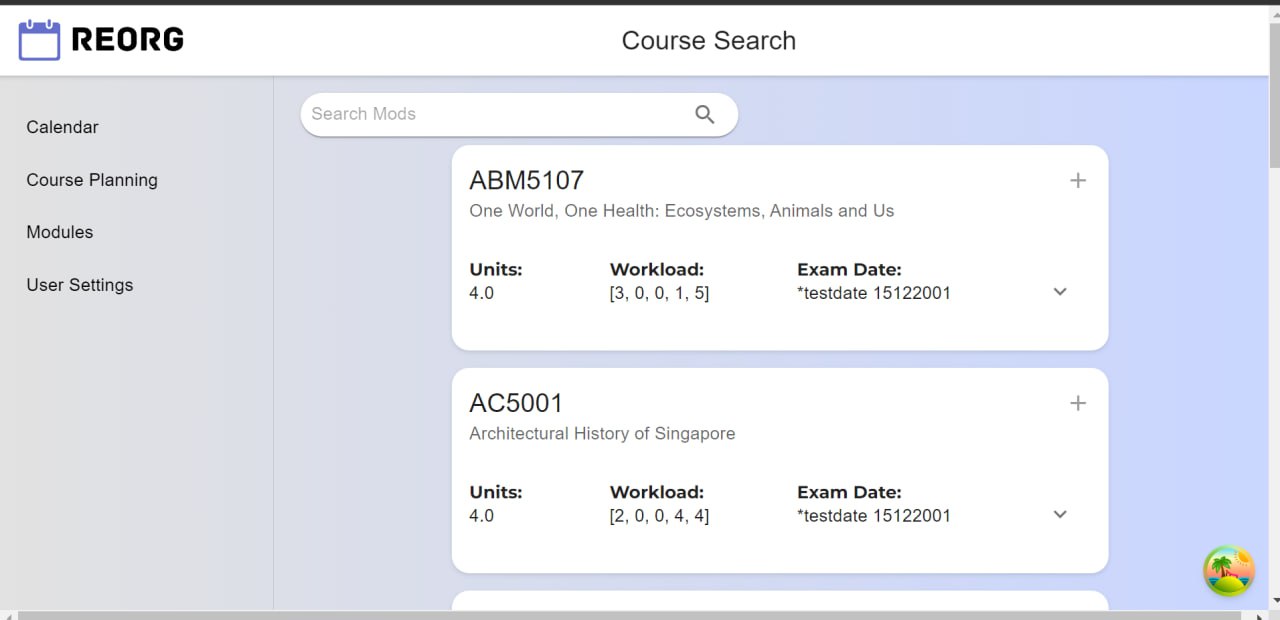 REORG
Course Search
Calendar
Course Planning
Modules
User Settings
Search Mods
ABM5107
One World, One Health: Ecosystems, Animals and Us
Units: Workload: Exam Date:
4.0 [3, 0, 0, 1, 5] *testdate 15122001
AC5001
Architectural History of Singapore
Units: Workload: Exam Date:
4.0 [2, 0, 0, 4, 4] *testdate 15122001